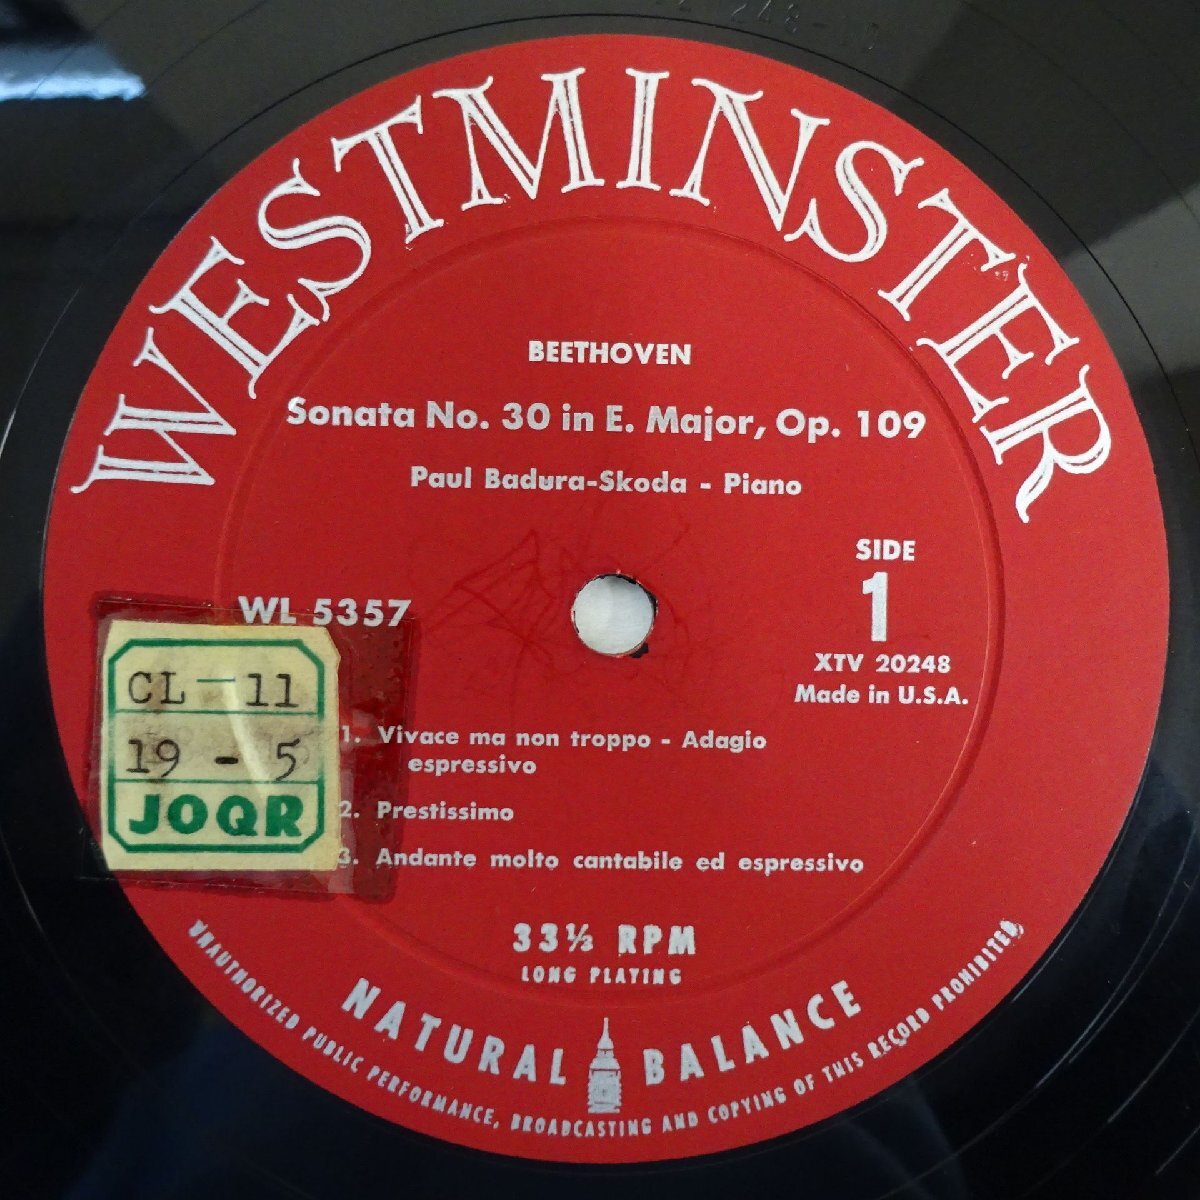 WESTMINSTER
BEETHOVEN
Sonata No. 30 in E. Major, Op. 109
Paul Badura-Skoda - Piano
SIDE
1
XTV 20248
Made in U.S.A.
WL 5357
CL-11
19-5
JOQR
1. Vivace ma non troppo - Adagio
espressivo
2. Prestissimo
3. Andante molto cantabile ed espressivo
33⅓ RPM
LONG PLAYING
NATURAL BALANCE
UNAUTHORIZED PUBLIC PERFORMANCE, BROADCASTING AND COPYING OF THIS RECORD PROHIBITED